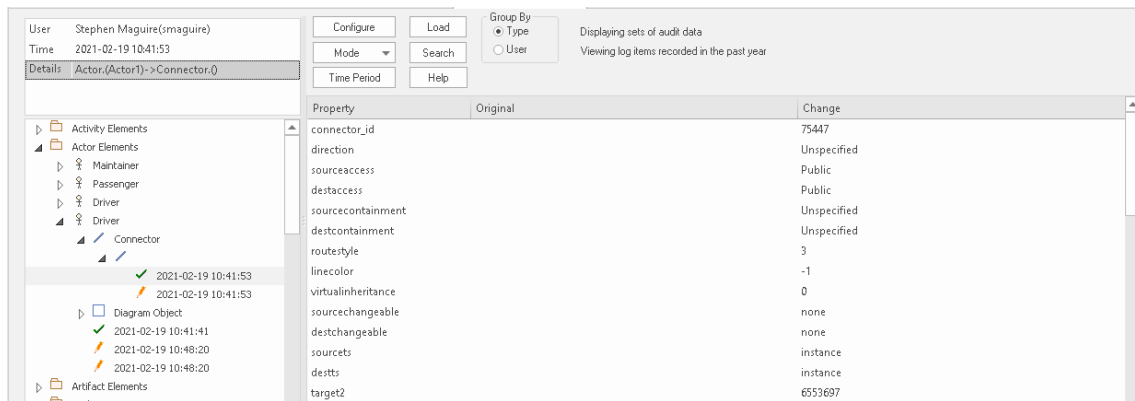 User Stephen Maguire(smaguire)
Time 2021-02-19 10:41:53
Details Actor.(Actor1)->Connector.()
Configure Load
Mode Search
Time Period Help
Group By
Type
User
Displaying sets of audit data
Viewing log items recorded in the past year
Activity Elements
Actor Elements
Maintainer
Passenger
Driver
Driver
Connector
2021-02-19 10:41:53
2021-02-19 10:41:53
Diagram Object
2021-02-19 10:41:41
2021-02-19 10:48:20
2021-02-19 10:48:20
Artifact Elements
Property Original Change
connector_id 75447
direction Unspecified
sourceaccess Public
destaccess Public
sourcecontainment Unspecified
destcontainment Unspecified
routestyle 3
linecolor -1
virtualinheritance 0
sourcechangeable none
destchangeable none
sourcets instance
destts instance
target2 6553697